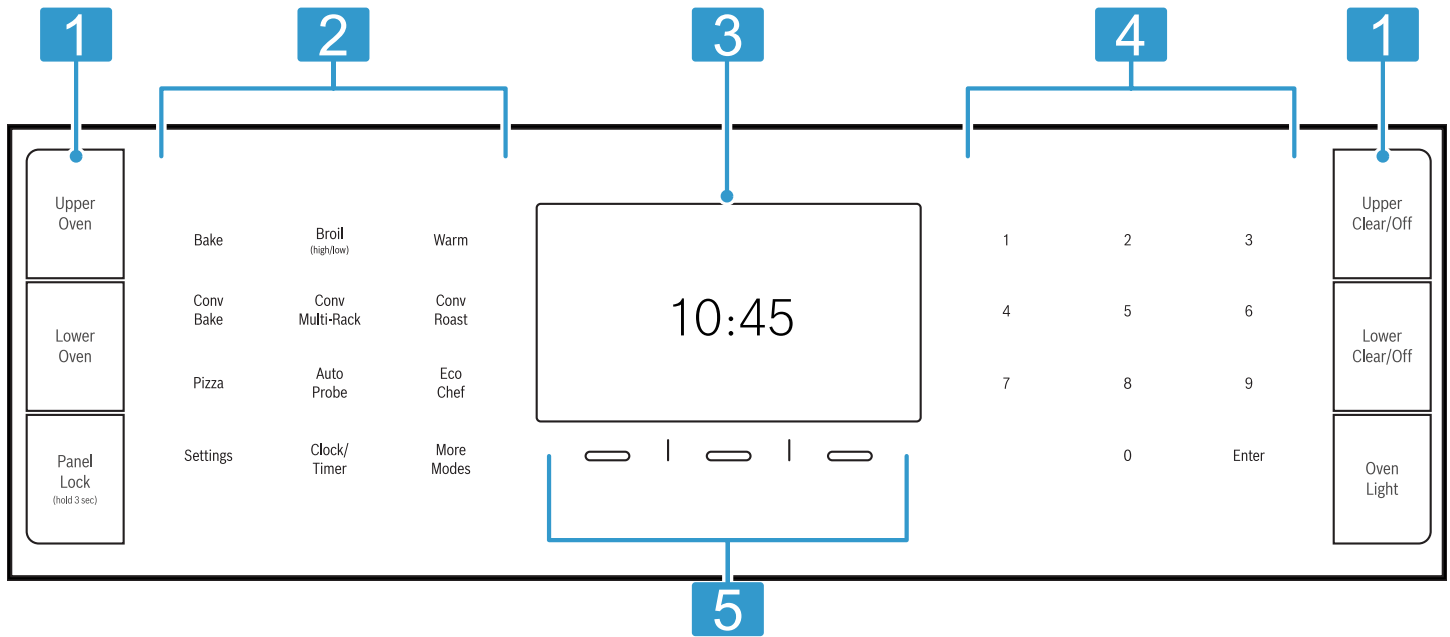 1
2
3
4
1
Upper
Oven
Lower
Oven
Panel
Lock
(hold 3 sec)
Bake
Broil
(high/low)
Warm
Conv
Bake
Conv
Multi-Rack
Conv
Roast
Pizza
Auto
Probe
Eco
Chef
Settings
Clock/
Timer
More
Modes
10:45
1
2
3
4
5
6
7
8
9
0
Enter
Upper
Clear/Off
Lower
Clear/Off
Oven
Light
5